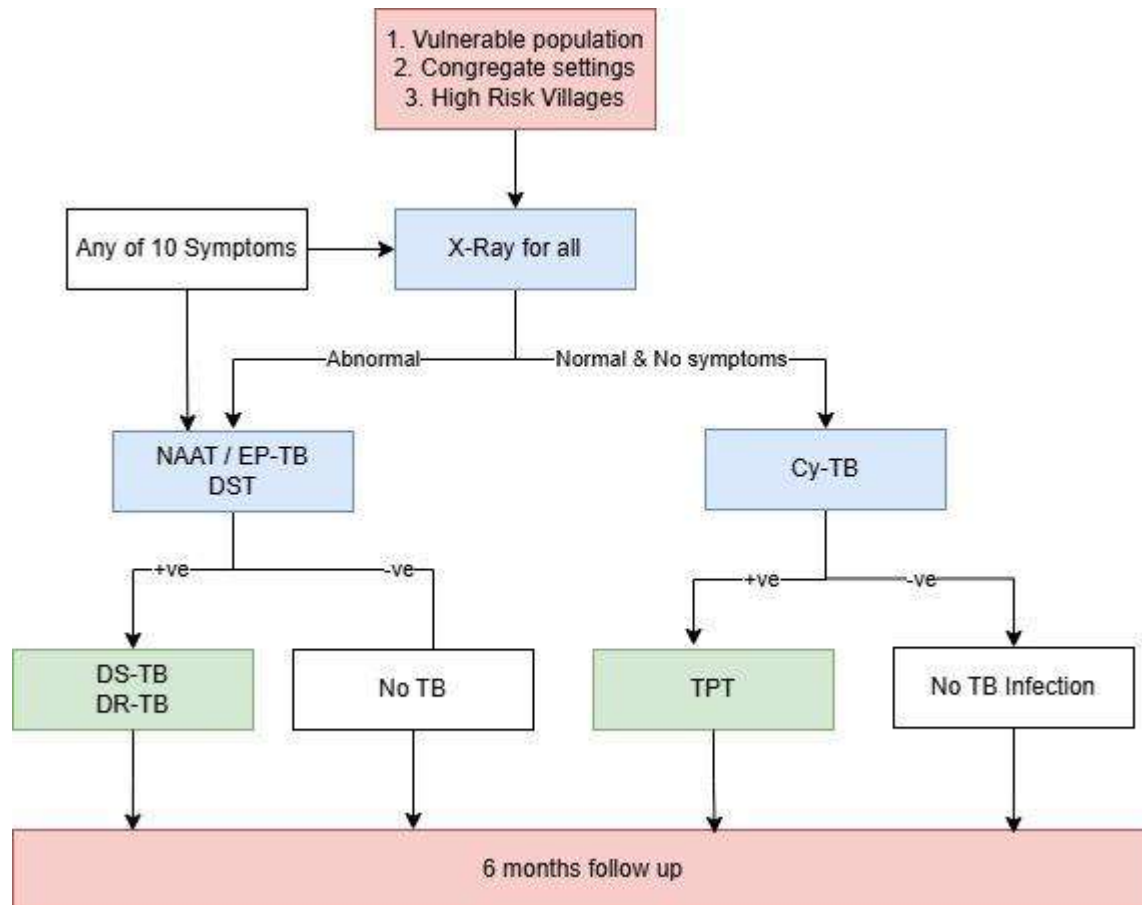 1. Vulnerable population
2. Congregate settings
3. High Risk Villages
Any of 10 Symptoms
X-Ray for all
Abnormal
Normal & No symptoms
NAAT / EP-TB
DST
Cy-TB
+ve
-ve
+ve
-ve
DS-TB
DR-TB
No TB
TPT
No TB Infection
6 months follow up